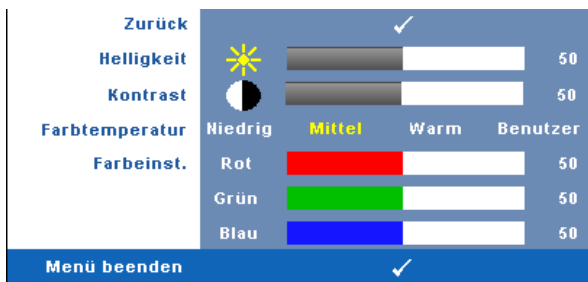 Zurück
Helligkeit 50
Kontrast 50
Farbtemperatur Niedrig Mittel Warm Benutzer
Farbeinst. Rot 50
Grün 50
Blau 50
Menü beenden